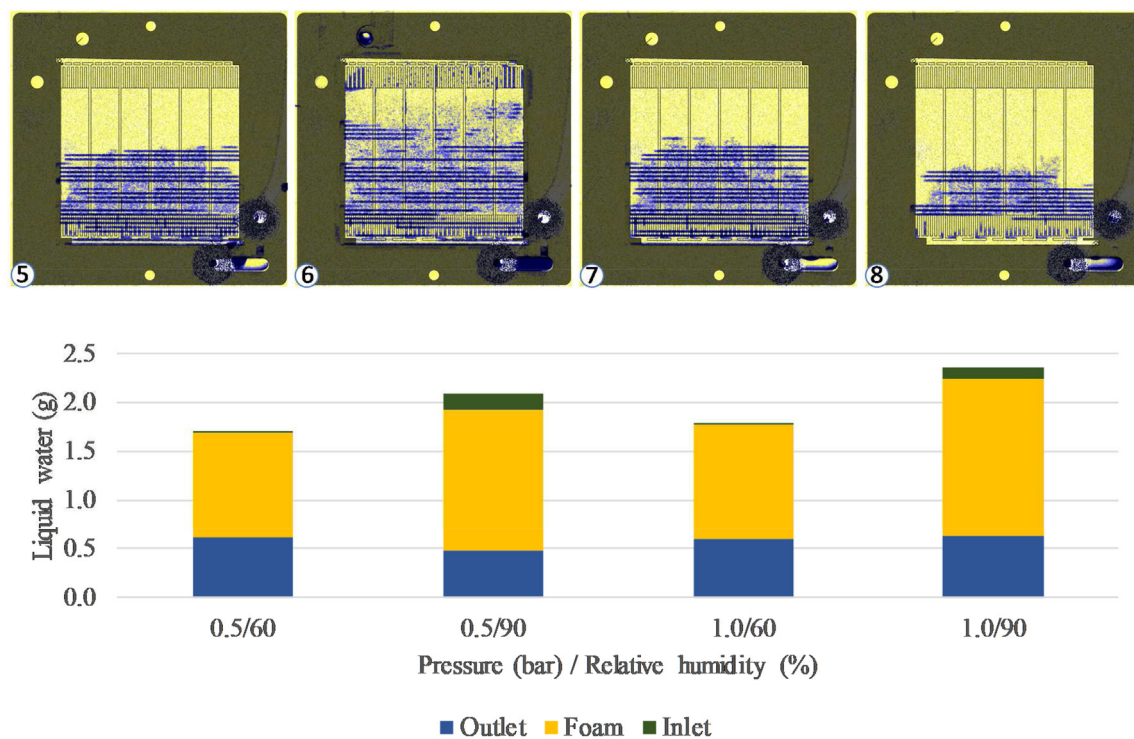 5 6 7 8
2.5
2.0
1.5
1.0
0.5
0.0
Liquid water (g)
0.5/60 0.5/90 1.0/60 1.0/90
Pressure (bar) / Relative humidity (%)
Outlet Foam Inlet